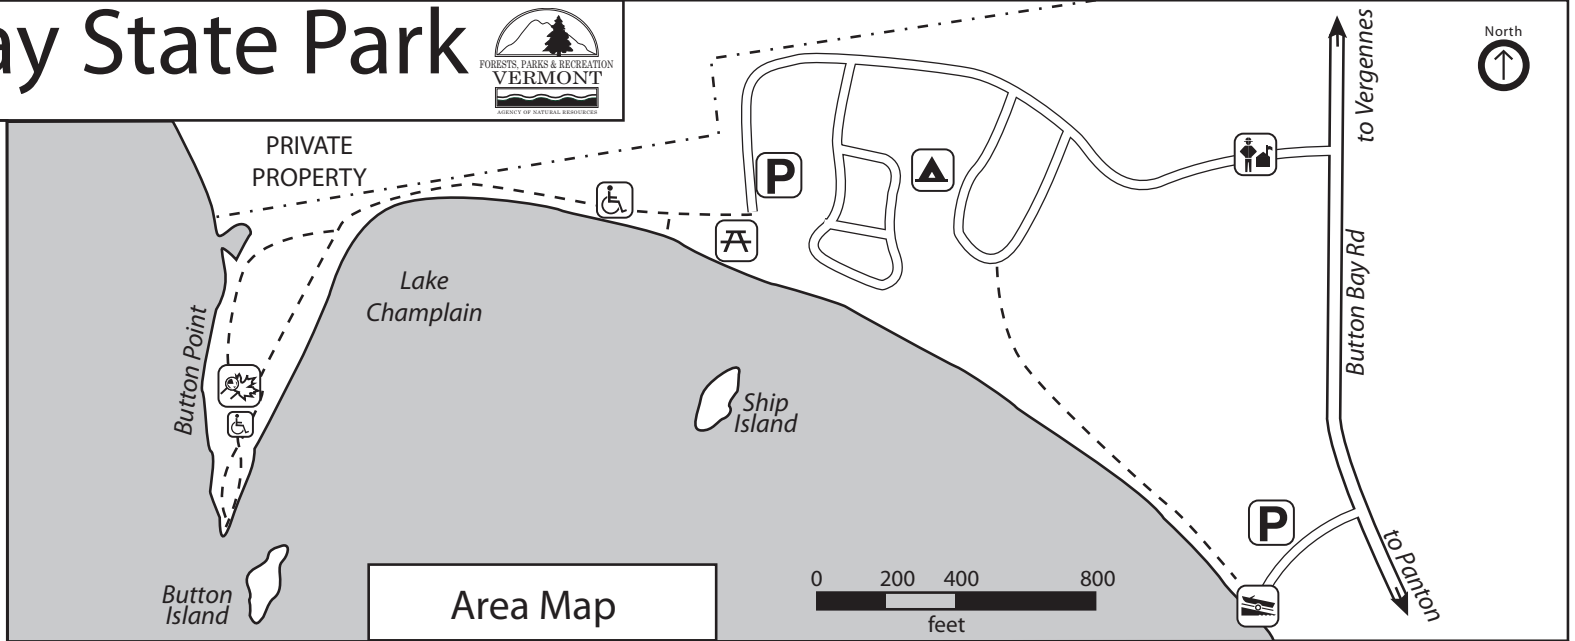 ay State Park
FORESTS, PARKS & RECREATION
VERMONT
AGENCY OF NATURAL RESOURCES
North
to Vergennes
PRIVATE
PROPERTY
P
Lake
Champlain
Button Point
Button Bay Rd
Ship
Island
P
to Panton
Button
Island
Area Map
0 200 400 800
feet